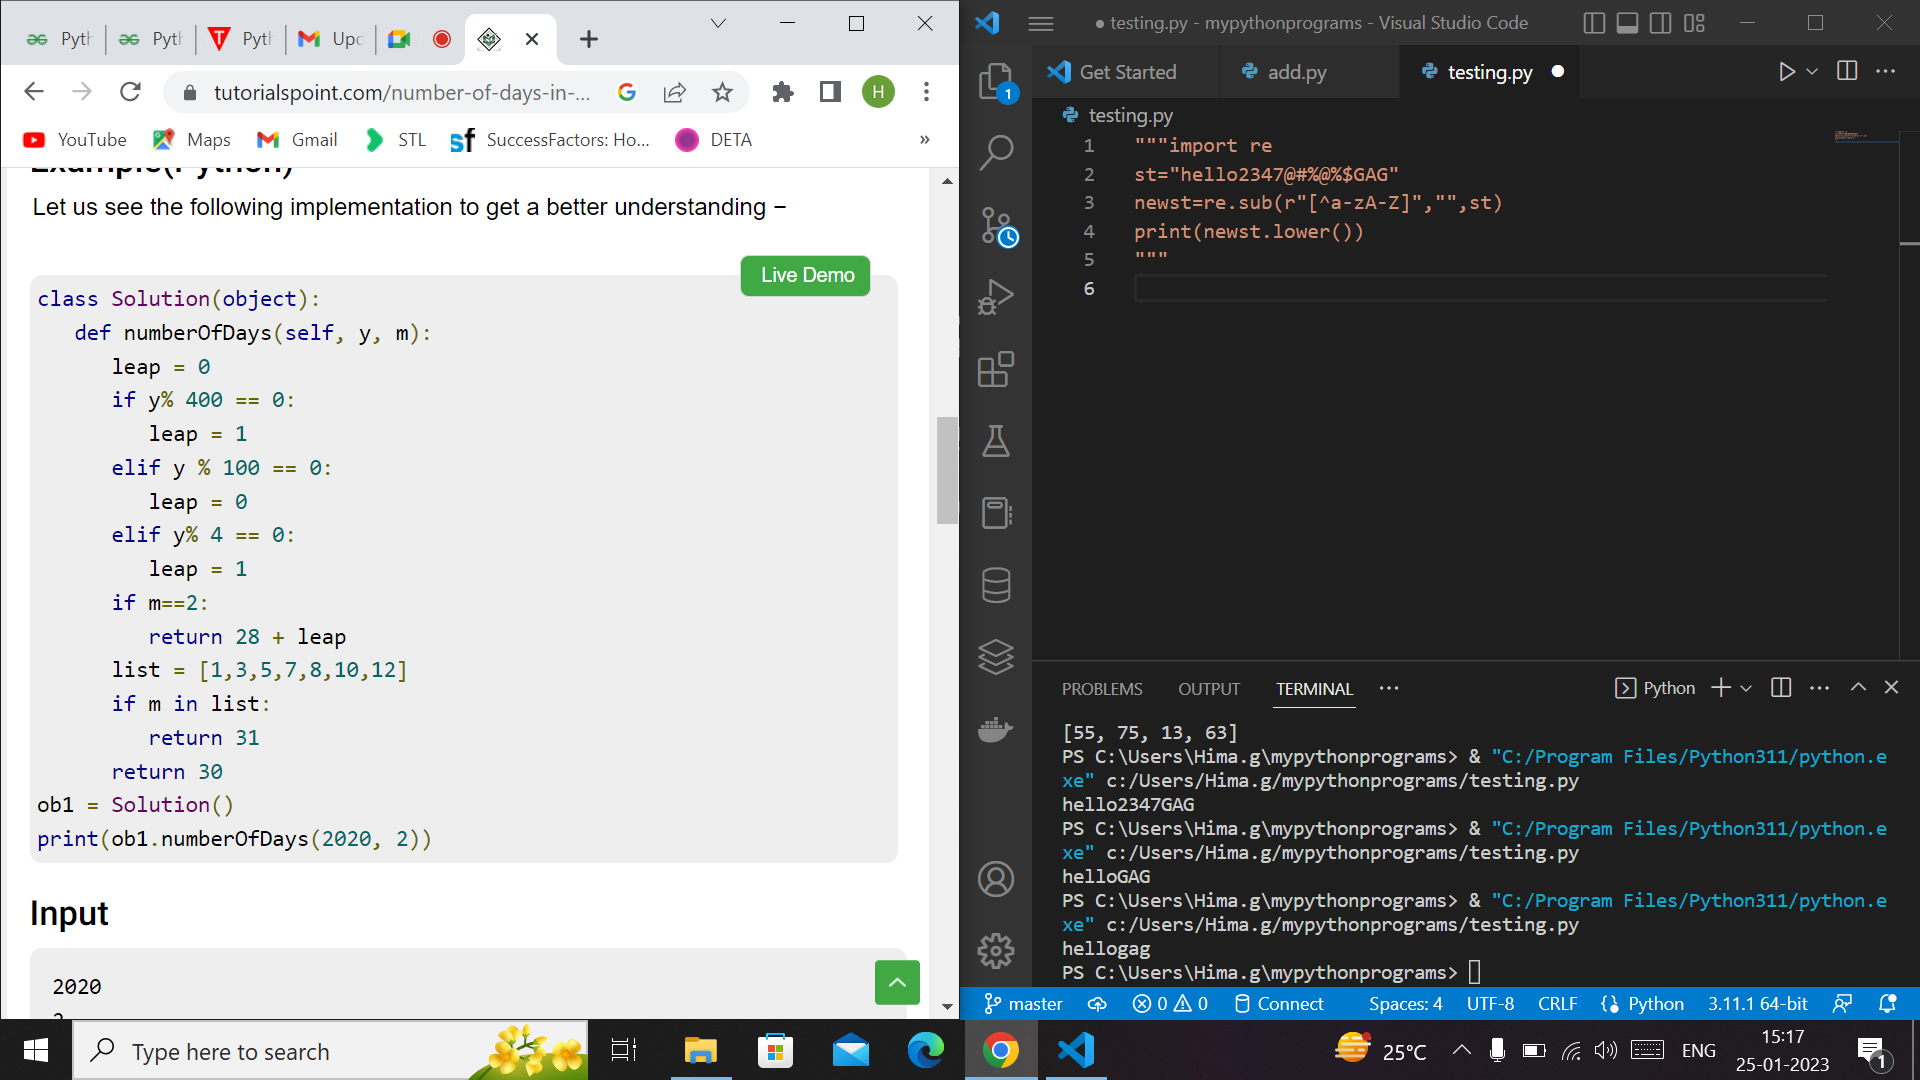 Pyth
Pyth
Pyth
Upd
tutorialspoint.com/number-of-days-in-...
H
YouTube
Maps
Gmail
STL
SuccessFactors: Ho...
DETA
»
Example(Python)
Let us see the following implementation to get a better understanding −
Live Demo
class Solution(object):
   def numberOfDays(self, y, m):
      leap = 0
      if y% 400 == 0:
         leap = 1
      elif y % 100 == 0:
         leap = 0
      elif y% 4 == 0:
         leap = 1
      if m==2:
         return 28 + leap
      list = [1,3,5,7,8,10,12]
      if m in list:
         return 31
      return 30
ob1 = Solution()
print(ob1.numberOfDays(2020, 2))
Input
2020
● testing.py - mypythonprograms - Visual Studio Code
1
Get Started
add.py
testing.py ●
testing.py
1 """import re
2 st="hello2347@#%@%$GAG"
3 newst=re.sub(r"[^a-zA-Z]","",st)
4 print(newst.lower())
5 """
6
PROBLEMS OUTPUT TERMINAL ...
Python
[55, 75, 13, 63]
PS C:\Users\Hima.g\mypythonprograms> & "C:/Program Files/Python311/python.e
xe" c:/Users/Hima.g/mypythonprograms/testing.py
hello2347GAG
PS C:\Users\Hima.g\mypythonprograms> & "C:/Program Files/Python311/python.e
xe" c:/Users/Hima.g/mypythonprograms/testing.py
helloGAG
PS C:\Users\Hima.g\mypythonprograms> & "C:/Program Files/Python311/python.e
xe" c:/Users/Hima.g/mypythonprograms/testing.py
hellogag
PS C:\Users\Hima.g\mypythonprograms>
master 0 0 Connect Spaces: 4 UTF-8 CRLF Python 3.11.1 64-bit
Type here to search
25°C ENG
15:17
25-01-2023
1